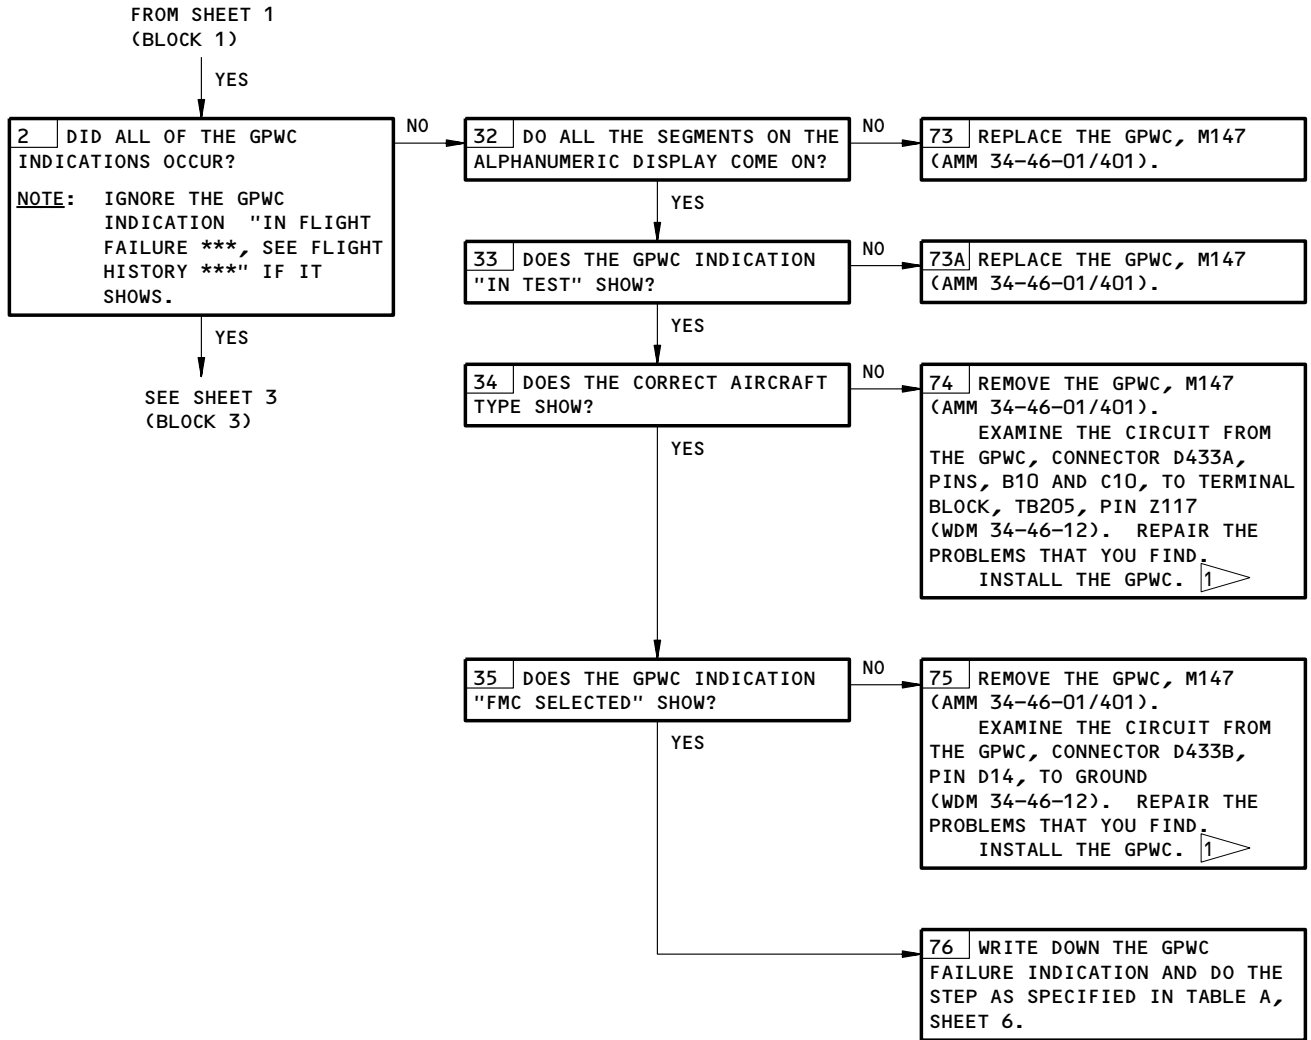 FROM SHEET 1
(BLOCK 1)
YES
2 DID ALL OF THE GPWC
INDICATIONS OCCUR?
NOTE: IGNORE THE GPWC
INDICATION "IN FLIGHT
FAILURE ***, SEE FLIGHT
HISTORY ***" IF IT
SHOWS.
YES
SEE SHEET 3
(BLOCK 3)
NO
32 DO ALL THE SEGMENTS ON THE
ALPHANUMERIC DISPLAY COME ON?
NO
73 REPLACE THE GPWC, M147
(AMM 34-46-01/401).
YES
33 DOES THE GPWC INDICATION
"IN TEST" SHOW?
NO
73A REPLACE THE GPWC, M147
(AMM 34-46-01/401).
YES
34 DOES THE CORRECT AIRCRAFT
TYPE SHOW?
NO
74 REMOVE THE GPWC, M147
(AMM 34-46-01/401).
EXAMINE THE CIRCUIT FROM
THE GPWC, CONNECTOR D433A,
PINS, B10 AND C10, TO TERMINAL
BLOCK, TB205, PIN Z117
(WDM 34-46-12). REPAIR THE
PROBLEMS THAT YOU FIND.
INSTALL THE GPWC. 1
YES
35 DOES THE GPWC INDICATION
"FMC SELECTED" SHOW?
NO
75 REMOVE THE GPWC, M147
(AMM 34-46-01/401).
EXAMINE THE CIRCUIT FROM
THE GPWC, CONNECTOR D433B,
PIN D14, TO GROUND
(WDM 34-46-12). REPAIR THE
PROBLEMS THAT YOU FIND.
INSTALL THE GPWC. 1
YES
76 WRITE DOWN THE GPWC
FAILURE INDICATION AND DO THE
STEP AS SPECIFIED IN TABLE A,
SHEET 6.